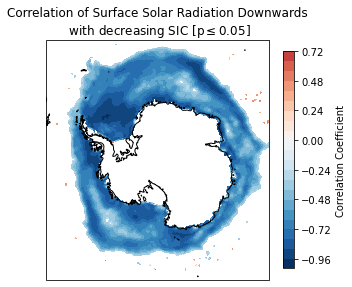 Correlation of Surface Solar Radiation Downwards
with decreasing SIC [p ≤ 0.05]
0.72
0.48
0.24
0.00
−0.24
−0.48
−0.72
−0.96
Correlation Coefficient